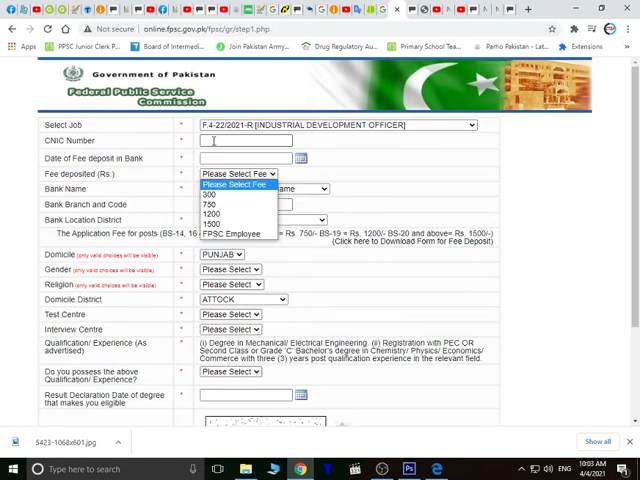 Not secure | online.fpsc.gov.pk/fpsc/gr/step1.php
Apps
PPSC Junior Clerk P...
Board of Intermedi...
Join Pakistan Army...
Drug Regulatory Au...
Primary School Teac...
Parho Pakistan - Le...
Extensions
Government of Pakistan
Federal Public Service
Commission
Select Job * F.4-22/2021-R [INDUSTRIAL DEVELOPMENT OFFICER]
CNIC Number *
Date of Fee deposit in Bank *
Fee deposited (Rs.) * Please Select Fee
Please Select Fee
Bank Name * ame
300
750
Bank Branch and Code *
1200
Bank Location District *
1500
FPSC Employee
The Application Fee for posts (BS-14, 16 = Rs. 750/- BS-19 = Rs. 1200/- BS-20 and above= Rs. 1500/-)
(Click here to Download Form for Fee Deposit)
Domicile (only valid choices will be visible) * PUNJAB
Gender (only valid choices will be visible) * Please Select
Religion (only valid choices will be visible) * Please Select
Domicile District * ATTOCK
Test Centre * Please Select
Interview Centre * Please Select
Qualification/ Experience (As advertised) * (i) Degree in Mechanical/ Electrical Engineering. (ii) Registration with PEC OR
Second Class or Grade 'C' Bachelor's degree in Chemistry/ Physics/ Economics/
Commerce with three (3) years post qualification experience in the relevant field.
Do you possess the above Qualification/ Experience? * Please Select
Result Declaration Date of degree that makes you eligible *
5423-1068x601.jpg
Show all
Type here to search
ENG
10:03 AM
4/4/2021